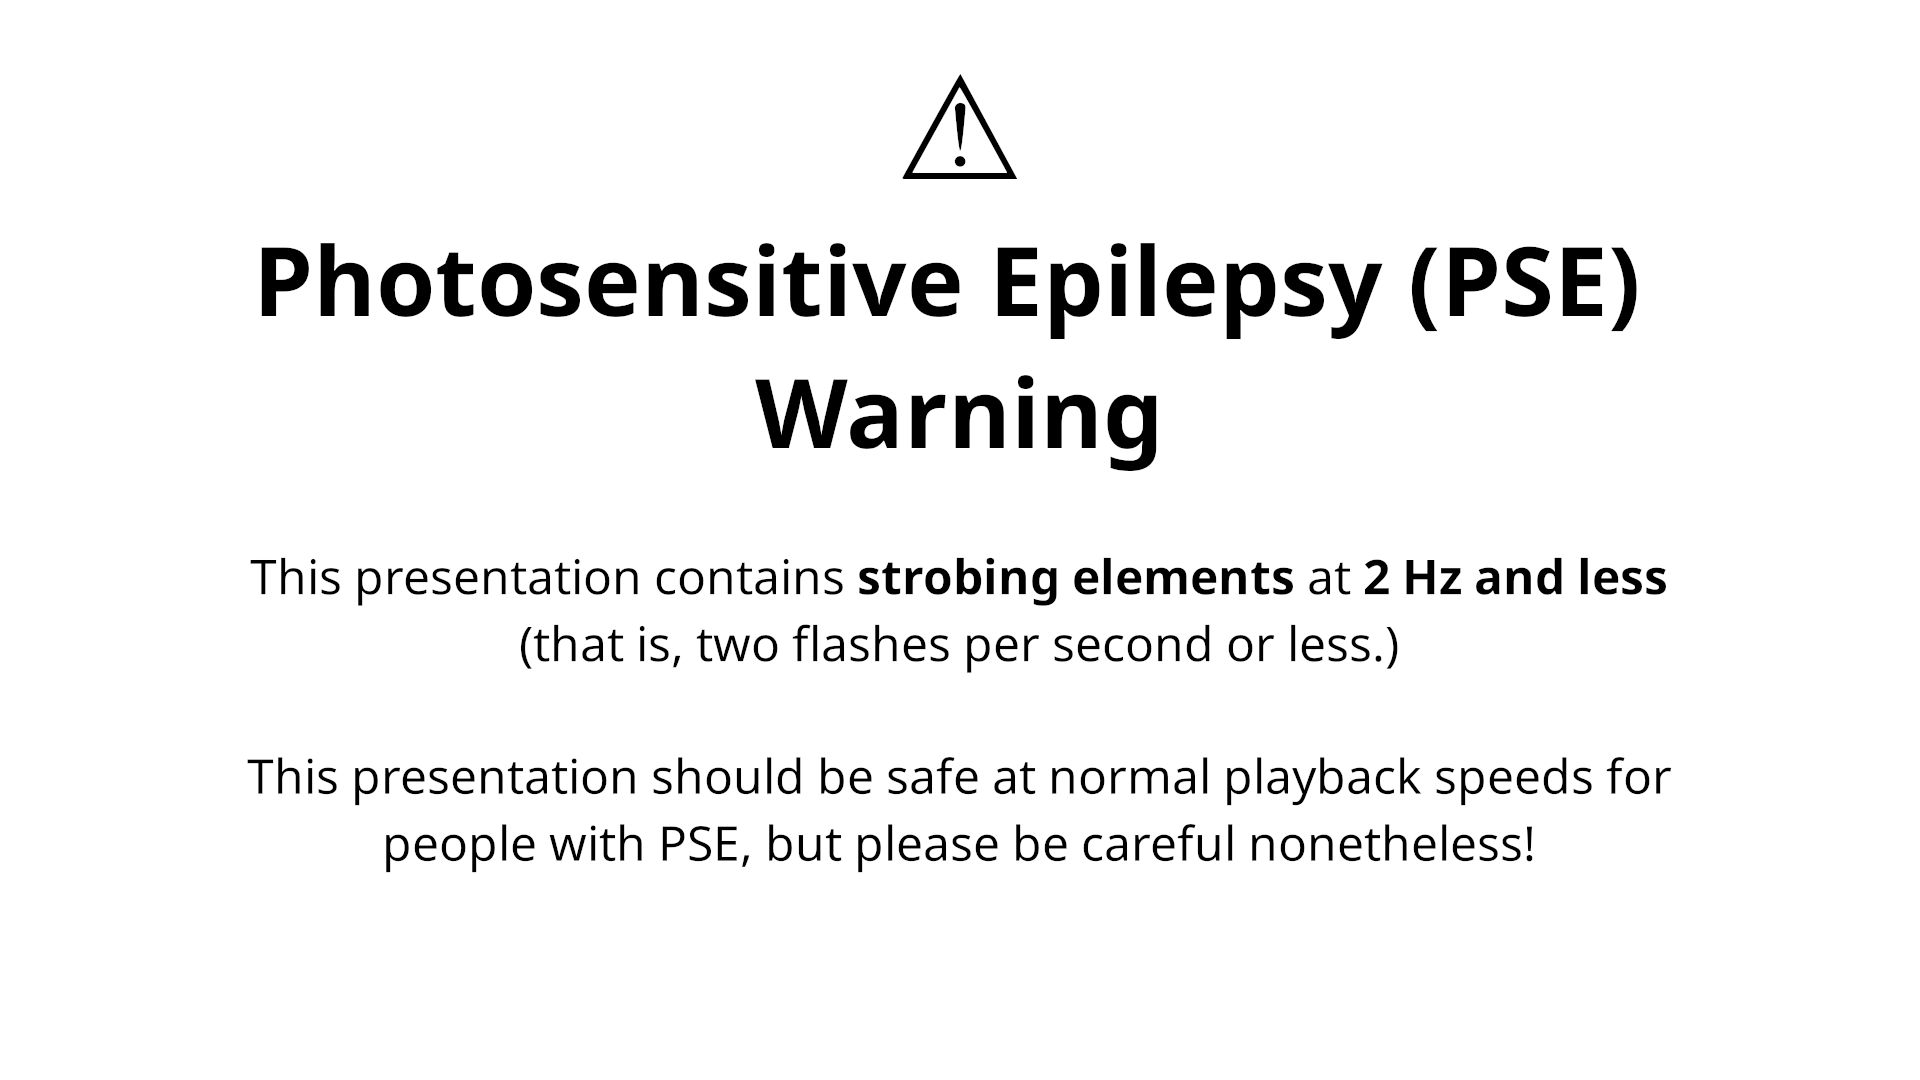 Photosensitive Epilepsy (PSE)
Warning
This presentation contains strobing elements at 2 Hz and less
(that is, two flashes per second or less.)
This presentation should be safe at normal playback speeds for
people with PSE, but please be careful nonetheless!